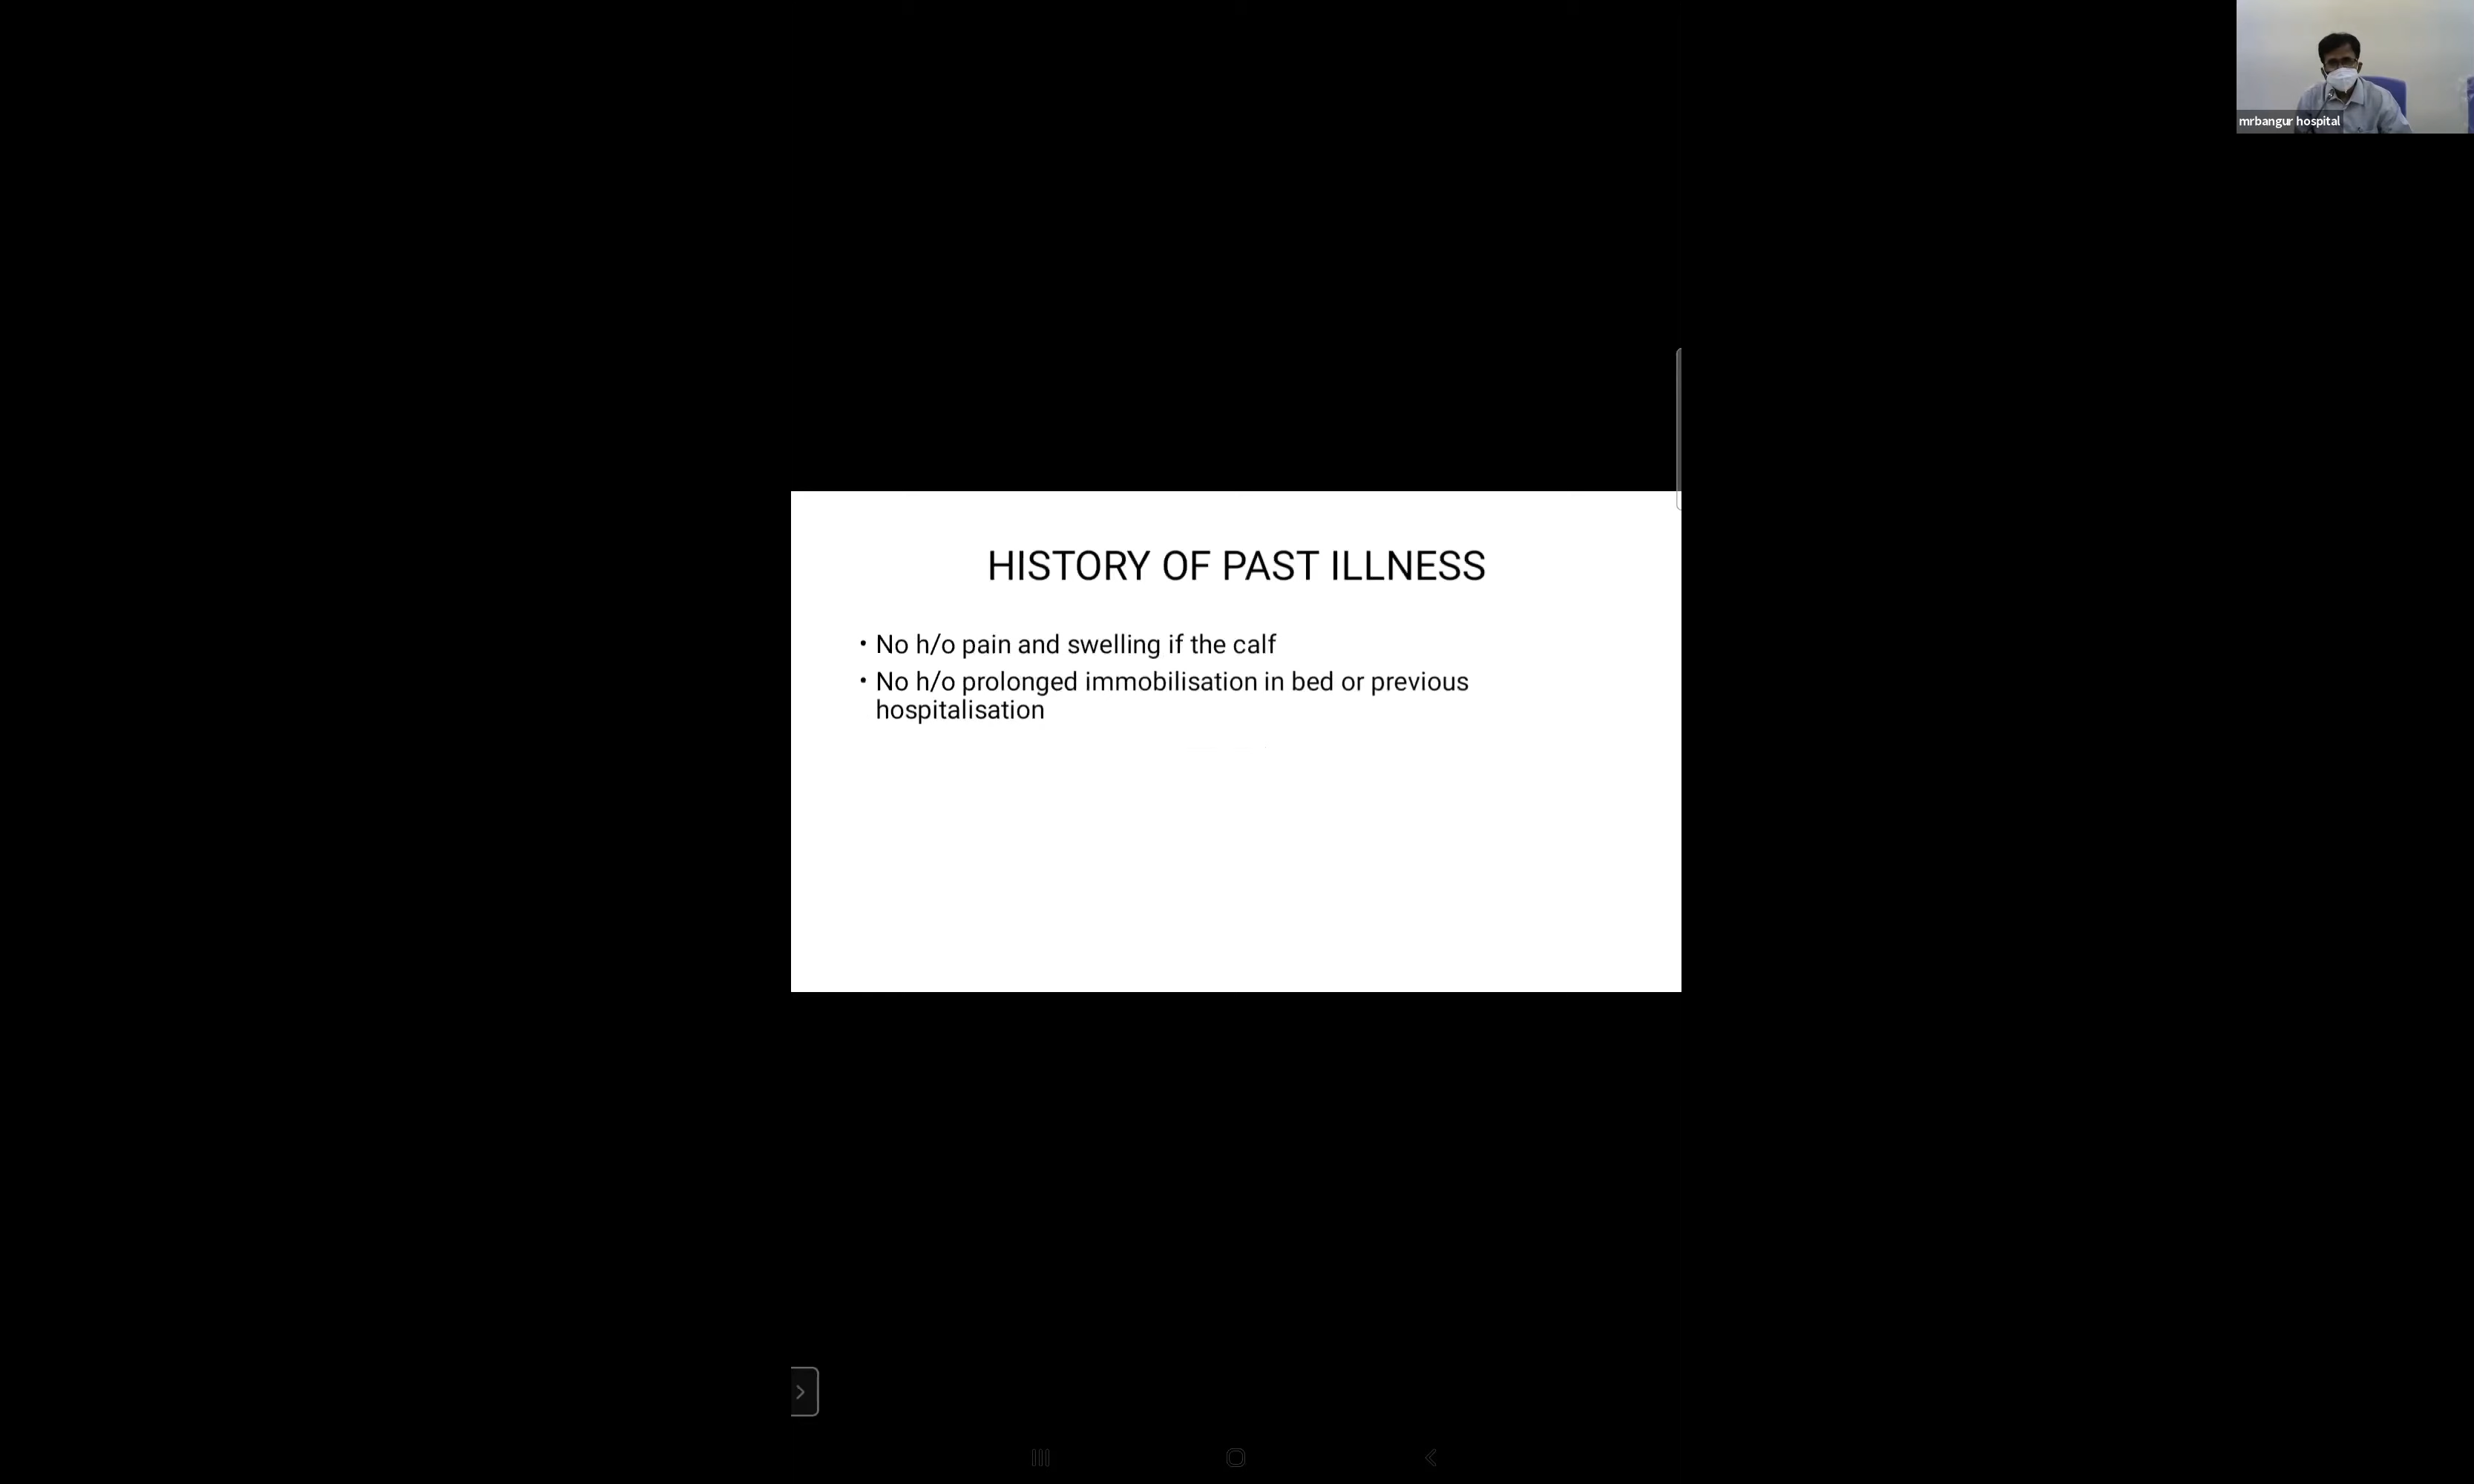 mrbangur hospital
HISTORY OF PAST ILLNESS
• No h/o pain and swelling if the calf
• No h/o prolonged immobilisation in bed or previous
hospitalisation